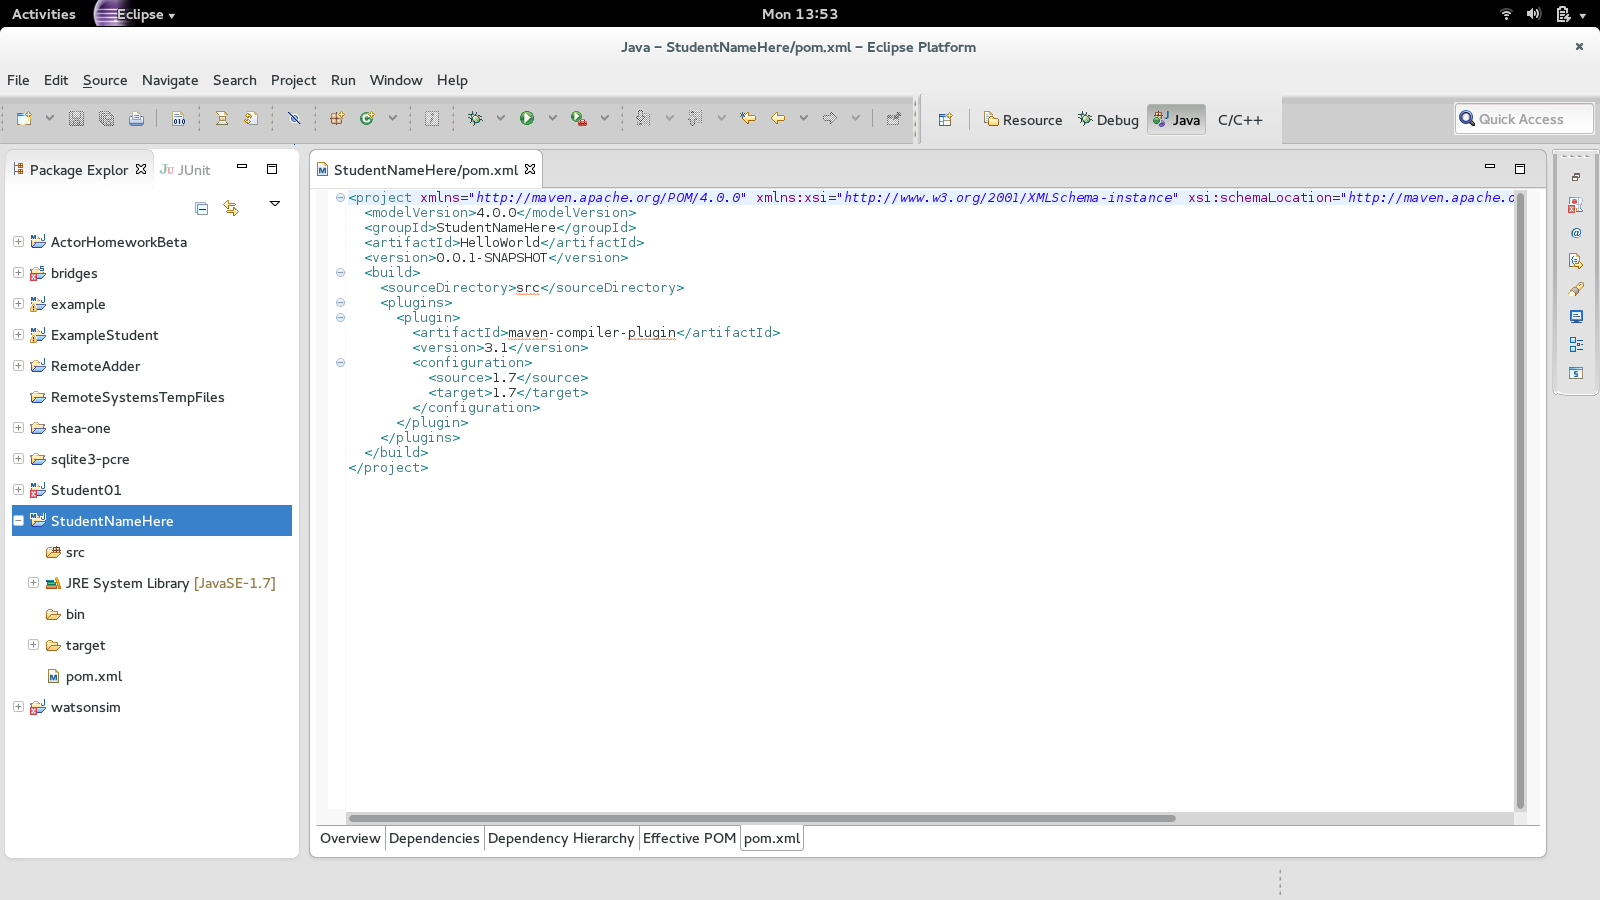 Activities Eclipse Mon 13:53
Java – StudentNameHere/pom.xml – Eclipse Platform
File Edit Source Navigate Search Project Run Window Help
Resource Debug Java C/C++ Quick Access
Package Explor JUnit
StudentNameHere/pom.xml
ActorHomeworkBeta
bridges
example
ExampleStudent
RemoteAdder
RemoteSystemsTempFiles
shea-one
sqlite3-pcre
Student01
StudentNameHere
src
JRE System Library [JavaSE-1.7]
bin
target
pom.xml
watsonsim
<project xmlns="http://maven.apache.org/POM/4.0.0" xmlns:xsi="http://www.w3.org/2001/XMLSchema-instance" xsi:schemaLocation="http://maven.apache.o
<modelVersion>4.0.0</modelVersion>
<groupId>StudentNameHere</groupId>
<artifactId>HelloWorld</artifactId>
<version>0.0.1-SNAPSHOT</version>
<build>
<sourceDirectory>src</sourceDirectory>
<plugins>
<plugin>
<artifactId>maven-compiler-plugin</artifactId>
<version>3.1</version>
<configuration>
<source>1.7</source>
<target>1.7</target>
</configuration>
</plugin>
</plugins>
</build>
</project>
Overview Dependencies Dependency Hierarchy Effective POM pom.xml